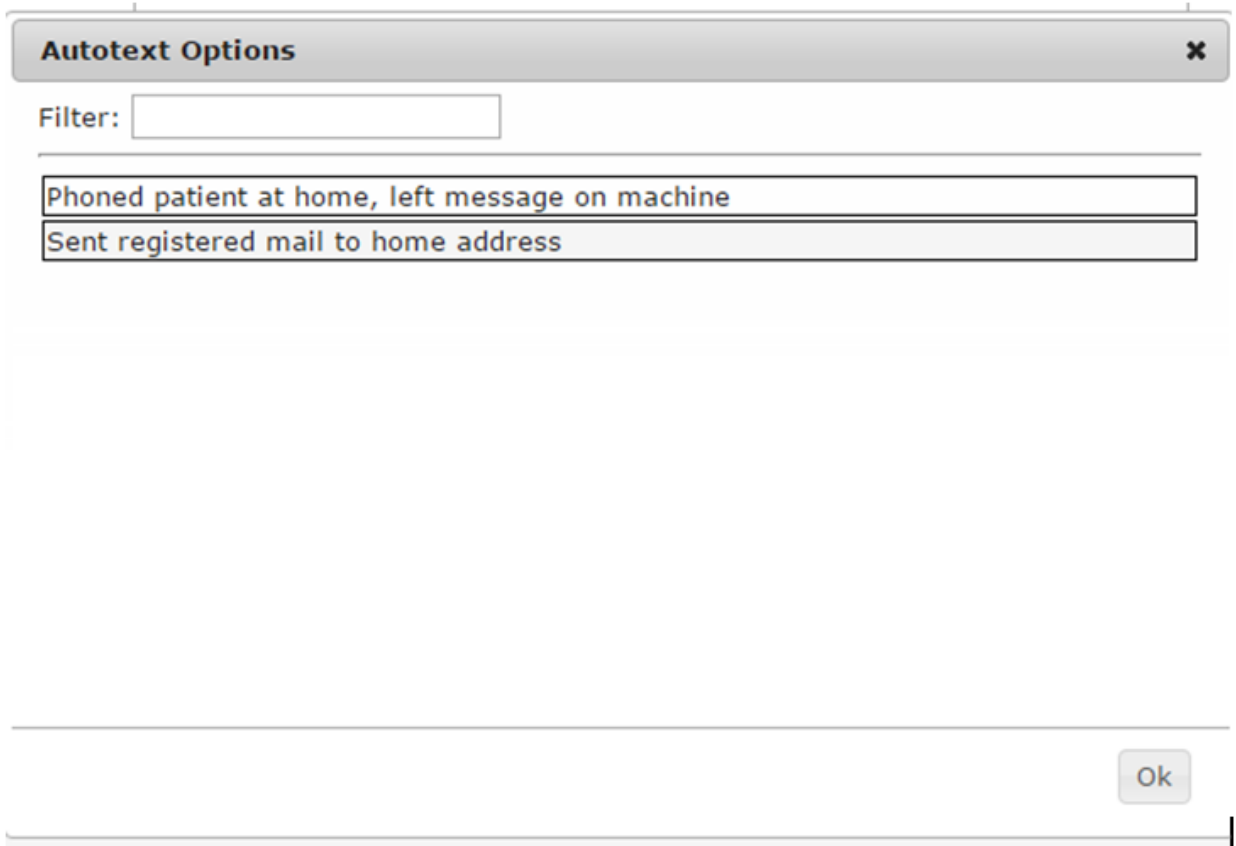 Autotext Options
Filter:
Phoned patient at home, left message on machine
Sent registered mail to home address
Ok